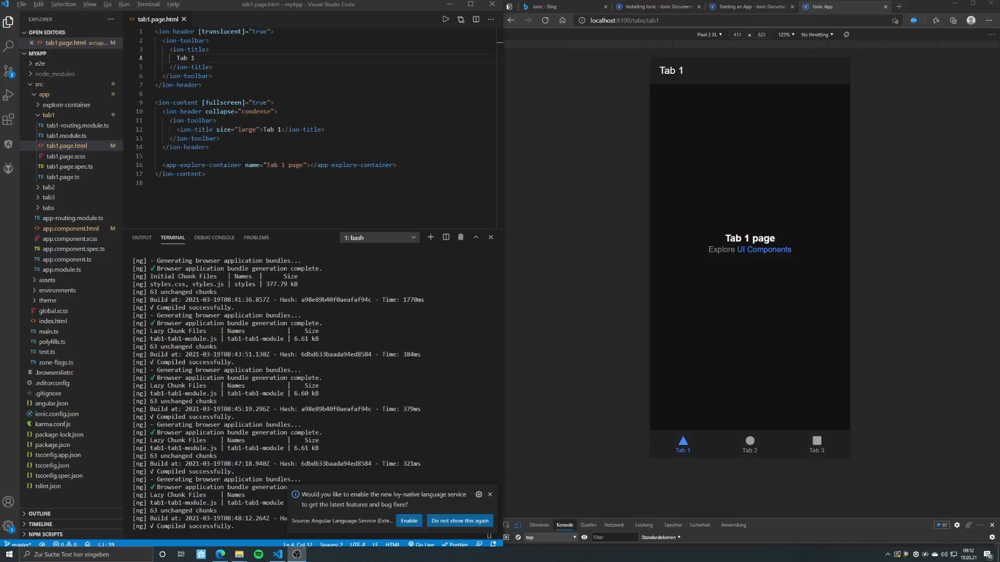 File Edit Selection View Go Run Terminal Help
tab1.page.html - myApp - Visual Studio Code
EXPLORER
OPEN EDITORS
tab1.page.html src\ap... M
MYAPP
e2e
node_modules
src
app
explore-container
tab1
TS tab1-routing.module.ts
TS tab1.module.ts
<> tab1.page.html M
tab1.page.scss
TS tab1.page.spec.ts
TS tab1.page.ts
tab2
tab3
tabs
TS app-routing.module.ts
<> app.component.html M
app.component.scss
TS app.component.spec.ts
TS app.component.ts
TS app.module.ts
assets
environments
theme
global.scss
<> index.html
TS main.ts
TS polyfills.ts
TS test.ts
TS zone-flags.ts
.browserslistrc
.editorconfig
.gitignore
{} angular.json
ionic.config.json
K karma.conf.js
{} package-lock.json
{} package.json
{} tsconfig.app.json
{} tsconfig.json
{} tsconfig.spec.json
{} tslint.json
OUTLINE
TIMELINE
NPM SCRIPTS
2
1
<> tab1.page.html
1 <ion-header [translucent]="true">
2 <ion-toolbar>
3 <ion-title>
4 Tab 1
5 </ion-title>
6 </ion-toolbar>
7 </ion-header>
8
9 <ion-content [fullscreen]="true">
10 <ion-header collapse="condense">
11 <ion-toolbar>
12 <ion-title size="large">Tab 1</ion-title>
13 </ion-toolbar>
14 </ion-header>
15
16 <app-explore-container name="Tab 1 page"></app-explore-container>
17 </ion-content>
18
OUTPUT TERMINAL DEBUG CONSOLE PROBLEMS
1: bash
[ng] - Generating browser application bundles...
[ng] ✓ Browser application bundle generation complete.
[ng] Initial Chunk Files | Names | Size
[ng] styles.css, styles.js | styles | 377.79 kB
[ng] 63 unchanged chunks
[ng] Build at: 2021-03-19T08:41:36.857Z - Hash: a98e89b40f0aeafaf94c - Time: 1770ms
[ng] √ Compiled successfully.
[ng] - Generating browser application bundles...
[ng] ✓ Browser application bundle generation complete.
[ng] Lazy Chunk Files | Names | Size
[ng] tab1-tab1-module.js | tab1-tab1-module | 6.61 kB
[ng] 63 unchanged chunks
[ng] Build at: 2021-03-19T08:43:51.130Z - Hash: 6dbd633baada94ed8584 - Time: 384ms
[ng] √ Compiled successfully.
[ng] - Generating browser application bundles...
[ng] ✓ Browser application bundle generation complete.
[ng] Lazy Chunk Files | Names | Size
[ng] tab1-tab1-module.js | tab1-tab1-module | 6.60 kB
[ng] 63 unchanged chunks
[ng] Build at: 2021-03-19T08:45:19.296Z - Hash: a98e89b40f0aeafaf94c - Time: 379ms
[ng] √ Compiled successfully.
[ng] - Generating browser application bundles...
[ng] ✓ Browser application bundle generation complete.
[ng] Lazy Chunk Files | Names | Size
[ng] tab1-tab1-module.js | tab1-tab1-module | 6.61 kB
[ng] 63 unchanged chunks
[ng] Build at: 2021-03-19T08:47:18.940Z - Hash: 6dbd633baada94ed8584 - Time: 321ms
[ng] √ Compiled successfully.
[ng] - Generating browser application bundles...
[ng] ✓ Browser application bundle generation
[ng] Lazy Chunk Files | Names
[ng] tab1-tab1-module.js | tab1-tab1-module
[ng] 63 unchanged chunks
[ng] Build at: 2021-03-19T08:48:12.264Z - Ha
[ng] √ Compiled successfully.
Would you like to enable the new Ivy-native language service
to get the latest features and bug fixes?
Source: Angular Language Service (Exte...
Enable
Do not show this again
master* 0 0 {.} : 39
Ln 4, Col 12 Spaces: 2 UTF-8 LF HTML Go Live Prettier
ionic - Bing
Installing Ionic - Ionic Document
Starting an App - Ionic Docume
Ionic App
localhost:8100/tabs/tab1
Pixel 2 XL 411 × 823 125% No throttling
Tab 1
Tab 1 page
Explore UI Components
Tab 1
Tab 2
Tab 3
Elemente Konsole Quellen Netzwerk Leistung Speicher Sicherheit Anwendung
97
top
Filter
Standardebenen
Zur Suche Text hier eingeben
09:52
19.03.21
10